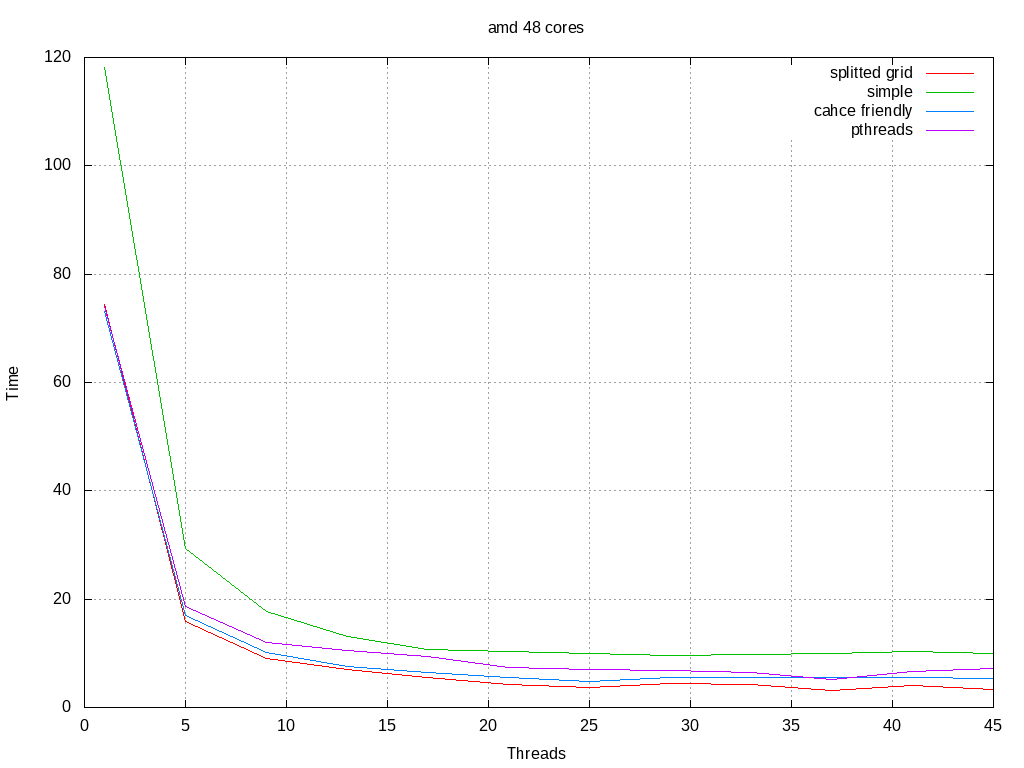 amd 48 cores
splitted grid
simple
cahce friendly
pthreads
120
100
80
60
40
20
0
Time
0 5 10 15 20 25 30 35 40 45
Threads